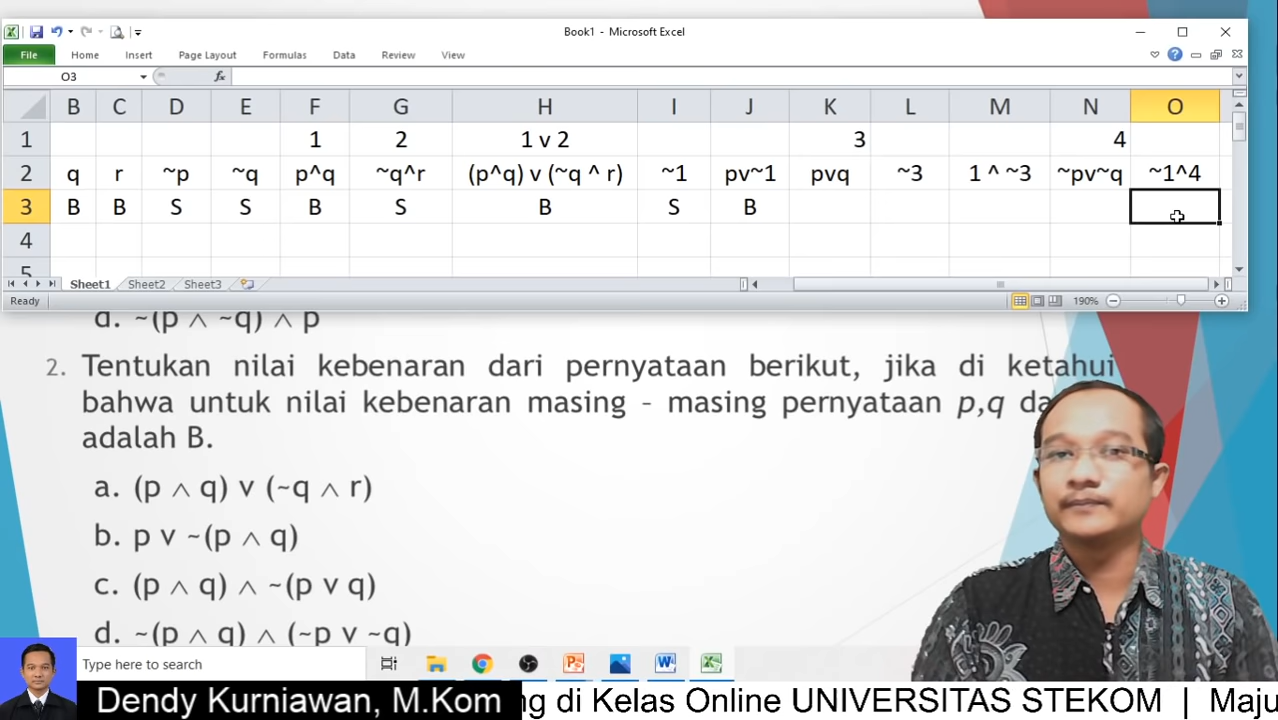 Book1 - Microsoft Excel
File Home Insert Page Layout Formulas Data Review View
O3 fx
B C D E F G H I J K L M N O
1 1 2 1 v 2 3 4
2 q r ~p ~q p^q ~q^r (p^q) v (~q ^ r) ~1 pv~1 pvq ~3 1 ^ ~3 ~pv~q ~1^4
3 B B S S B S B S B
4
5
Sheet1 Sheet2 Sheet3
Ready 190%
d. ~(p ∧ ~q) ∧ p
2. Tentukan nilai kebenaran dari pernyataan berikut, jika di ketahui
bahwa untuk nilai kebenaran masing – masing pernyataan p,q
adalah B.
a. (p ∧ q) v (~q ∧ r)
b. p v ~(p ∧ q)
c. (p ∧ q) ∧ ~(p v q)
d. ~(p ∧ q) ∧ (~p v ~q)
Type here to search
Dendy Kurniawan, M.Kom ng di Kelas Online UNIVERSITAS STEKOM | Maju